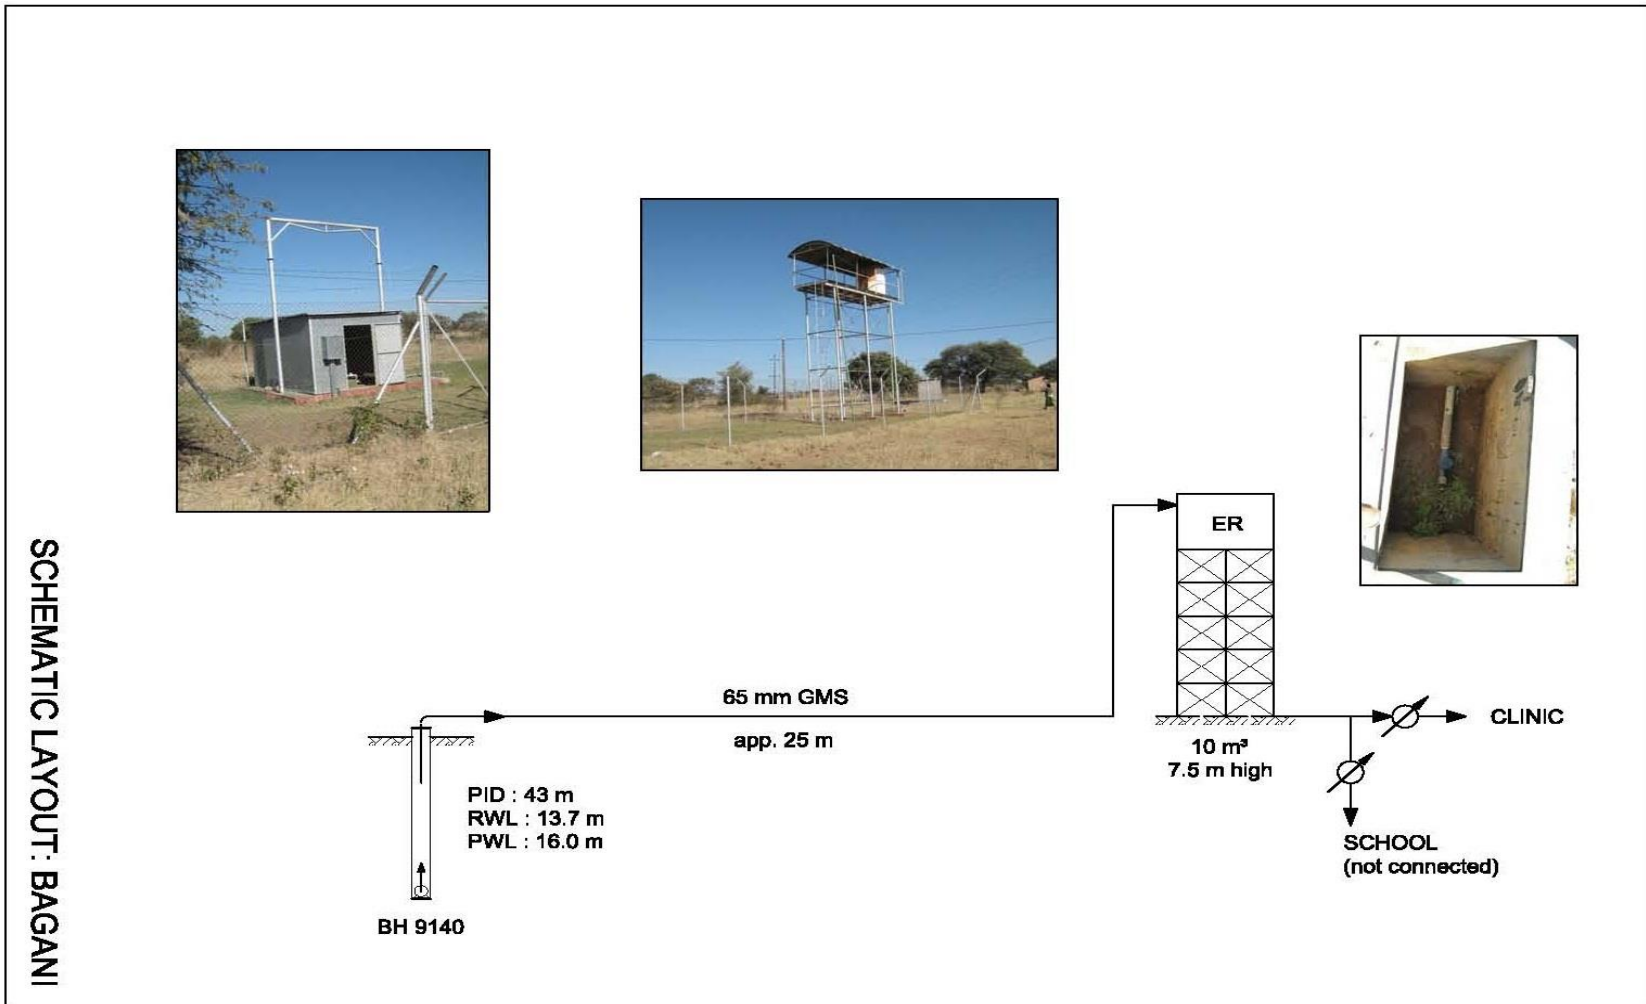 SCHEMATIC LAYOUT: BAGANI
ER
65 mm GMS
app. 25 m
10 m³
7.5 m high
CLINIC
PID : 43 m
RWL : 13.7 m
PWL : 16.0 m
SCHOOL
(not connected)
BH 9140